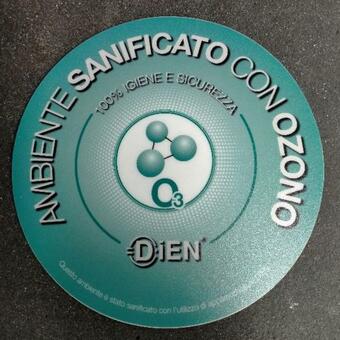 AMBIENTE SANIFICATO CON OZONO
100% IGIENE E SICUREZZA
O3
DiEN®
Questo ambiente è stato sanificato con l'utilizzo di